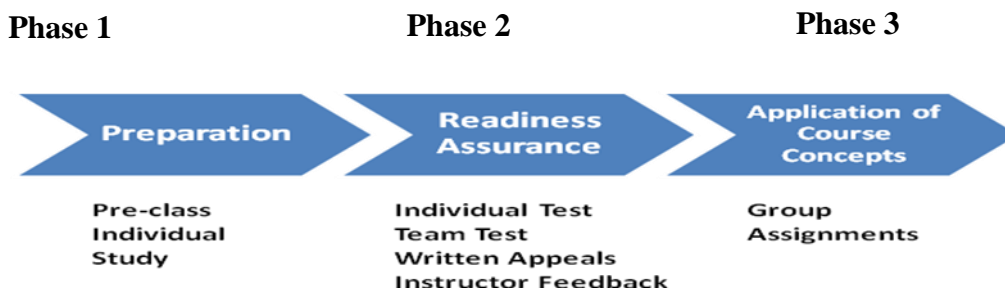 Phase 1
Phase 2
Phase 3
Preparation
Readiness
Assurance
Application of
Course
Concepts
Pre-class
Individual
Study
Individual Test
Team Test
Written Appeals
Instructor Feedback
Group
Assignments